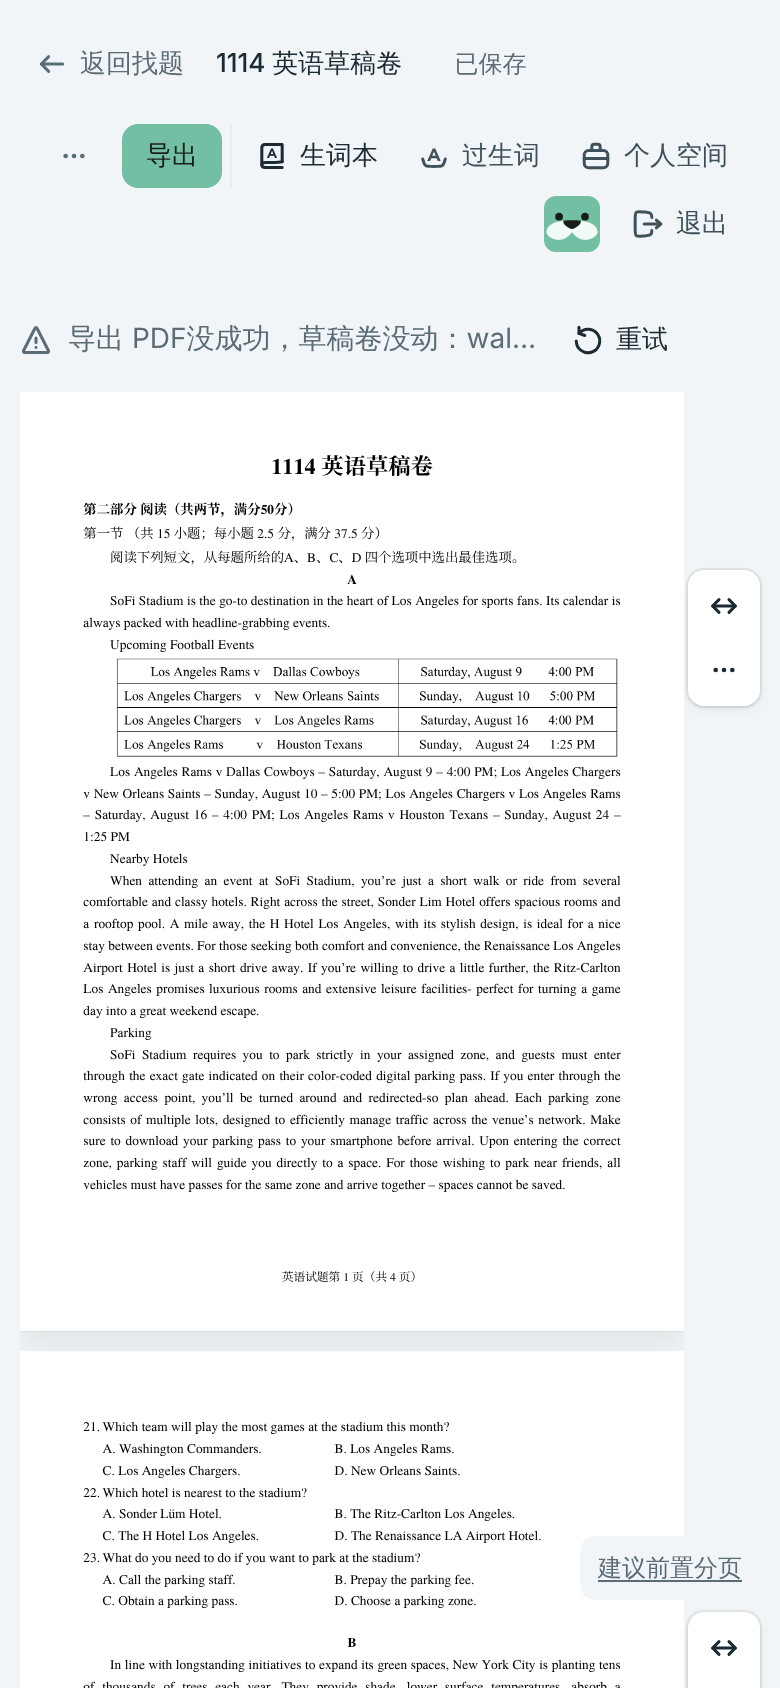 返回找题 1114 英语草稿卷 已保存
... 导出 生词本 过生词 个人空间
退出
导出 PDF没成功，草稿卷没动：wal... 重试
1114 英语草稿卷
第二部分 阅读（共两节，满分50分）
第一节 （共 15 小题；每小题 2.5 分，满分 37.5 分）
阅读下列短文，从每题所给的A、B、C、D 四个选项中选出最佳选项。
A
SoFi Stadium is the go-to destination in the heart of Los Angeles for sports fans. Its calendar is
always packed with headline-grabbing events.
Upcoming Football Events
Los Angeles Rams v Dallas Cowboys Saturday, August 9 4:00 PM
Los Angeles Chargers v New Orleans Saints Sunday, August 10 5:00 PM
Los Angeles Chargers v Los Angeles Rams Saturday, August 16 4:00 PM
Los Angeles Rams v Houston Texans Sunday, August 24 1:25 PM
Los Angeles Rams v Dallas Cowboys – Saturday, August 9 – 4:00 PM; Los Angeles Chargers
v New Orleans Saints – Sunday, August 10 – 5:00 PM; Los Angeles Chargers v Los Angeles Rams
– Saturday, August 16 – 4:00 PM; Los Angeles Rams v Houston Texans – Sunday, August 24 –
1:25 PM
Nearby Hotels
When attending an event at SoFi Stadium, you’re just a short walk or ride from several
comfortable and classy hotels. Right across the street, Sonder Lim Hotel offers spacious rooms and
a rooftop pool. A mile away, the H Hotel Los Angeles, with its stylish design, is ideal for a nice
stay between events. For those seeking both comfort and convenience, the Renaissance Los Angeles
Airport Hotel is just a short drive away. If you’re willing to drive a little further, the Ritz-Carlton
Los Angeles promises luxurious rooms and extensive leisure facilities- perfect for turning a game
day into a great weekend escape.
Parking
SoFi Stadium requires you to park strictly in your assigned zone, and guests must enter
through the exact gate indicated on their color-coded digital parking pass. If you enter through the
wrong access point, you’ll be turned around and redirected-so plan ahead. Each parking zone
consists of multiple lots, designed to efficiently manage traffic across the venue’s network. Make
sure to download your parking pass to your smartphone before arrival. Upon entering the correct
zone, parking staff will guide you directly to a space. For those wishing to park near friends, all
vehicles must have passes for the same zone and arrive together – spaces cannot be saved.
英语试题第 1 页（共 4 页）
21. Which team will play the most games at the stadium this month?
A. Washington Commanders. B. Los Angeles Rams.
C. Los Angeles Chargers. D. New Orleans Saints.
22. Which hotel is nearest to the stadium?
A. Sonder Lüm Hotel. B. The Ritz-Carlton Los Angeles.
C. The H Hotel Los Angeles. D. The Renaissance LA Airport Hotel.
23. What do you need to do if you want to park at the stadium?
建议前置分页
A. Call the parking staff. B. Prepay the parking fee.
C. Obtain a parking pass. D. Choose a parking zone.
B
In line with longstanding initiatives to expand its green spaces, New York City is planting tens
of thousands of trees each year. They provide shade, lower surface temperatures, absorb a